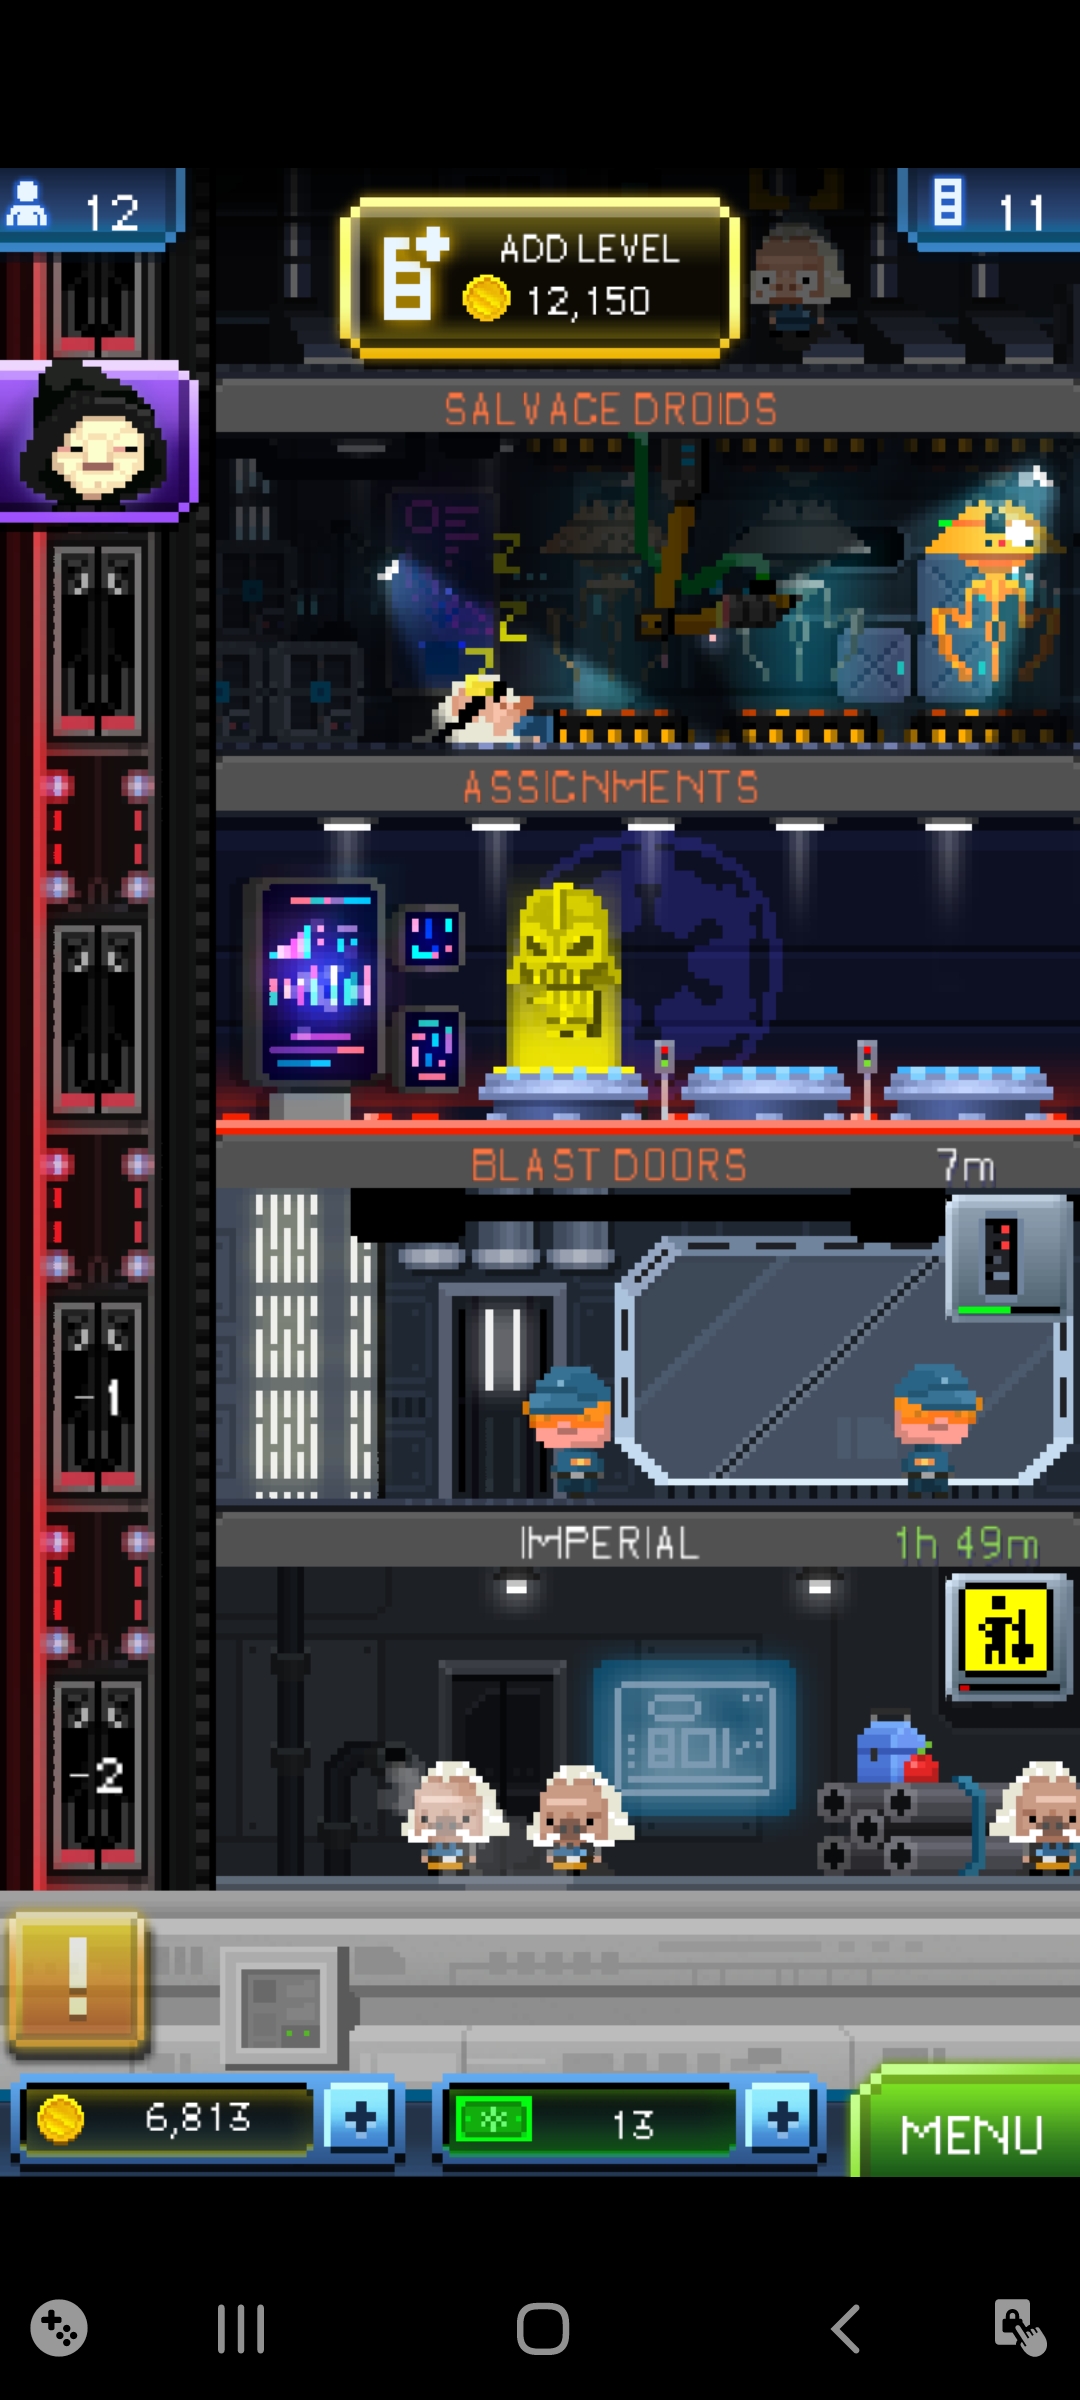 12
ADD LEVEL
12,150
11
SALVAGE DROIDS
ASSIGNMENTS
BLAST DOORS 7m
-1
IMPERIAL 1h 49m
-2
!
6,813
13
MENU